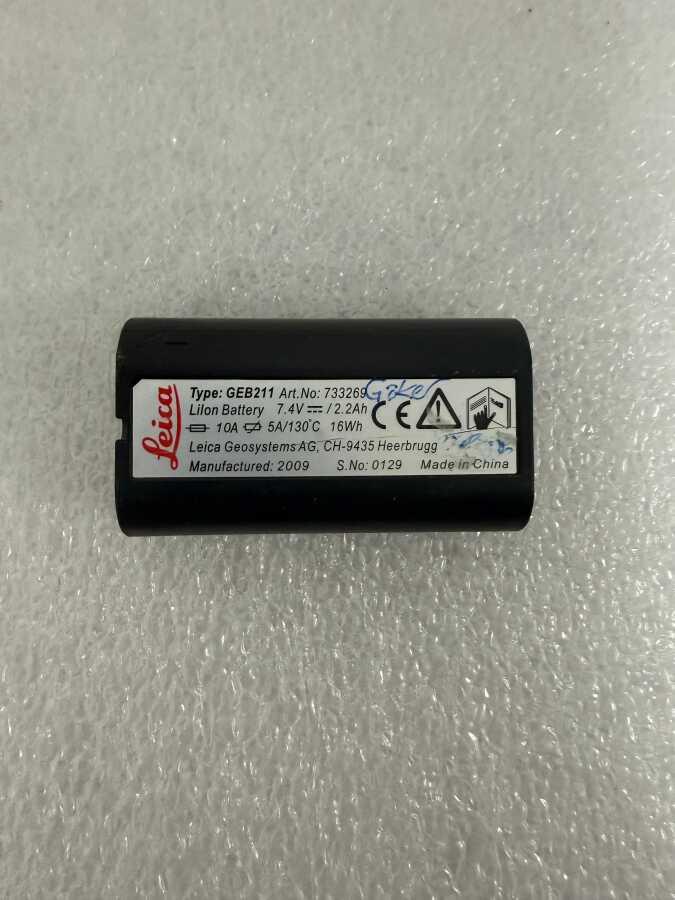 Leica
Type: GEB211 Art.No: 733269
LiIon Battery 7.4V / 2.2Ah
10A 5A/130°C 16Wh
Leica Geosystems AG, CH-9435 Heerbrugg
Manufactured: 2009 S.No: 0129 Made in China
CE